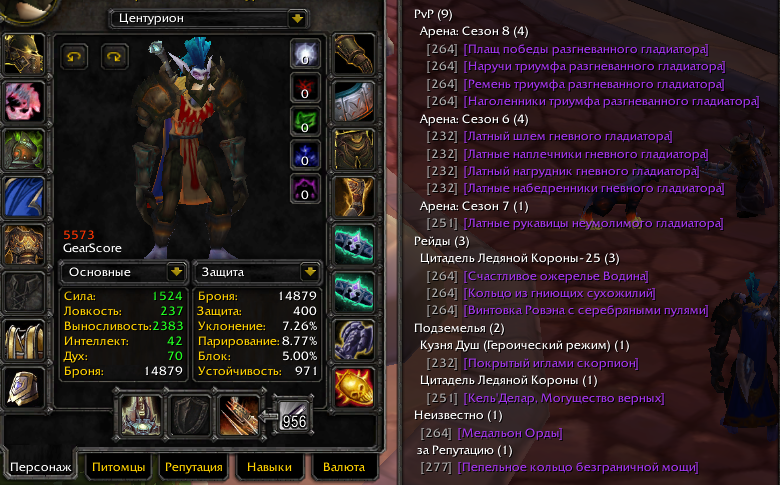 Центурион
0
0
0
0
0
5573
GearScore
Основные
Защита
Сила: 1524
Ловкость: 237
Выносливость: 2383
Интеллект: 42
Дух: 70
Броня: 14879
Броня: 14879
Защита: 400
Уклонение: 7.26%
Парирование: 8.77%
Блок: 5.00%
Устойчивость: 971
956
Персонаж
Питомцы
Репутация
Навыки
Валюта
PvP (9)
Арена: Сезон 8 (4)
[264] [Плащ победы разгневанного гладиатора]
[264] [Наручи триумфа разгневанного гладиатора]
[264] [Ремень триумфа разгневанного гладиатора]
[264] [Наголенники триумфа разгневанного гладиатора]
Арена: Сезон 6 (4)
[232] [Латный шлем гневного гладиатора]
[232] [Латные наплечники гневного гладиатора]
[232] [Латный нагрудник гневного гладиатора]
[232] [Латные набедренники гневного гладиатора]
Арена: Сезон 7 (1)
[251] [Латные рукавицы неумолимого гладиатора]
Рейды (3)
Цитадель Ледяной Короны-25 (3)
[264] [Счастливое ожерелье Водина]
[264] [Кольцо из гниющих сухожилий]
[264] [Винтовка Ровэна с серебряными пулями]
Подземелья (2)
Кузня Душ (Героический режим) (1)
[232] [Покрытый иглами скорпион]
Цитадель Ледяной Короны (1)
[251] [Кель'Делар, Могущество верных]
Неизвестно (1)
[264] [Медальон Орды]
за Репутацию (1)
[277] [Пепельное кольцо безграничной мощи]